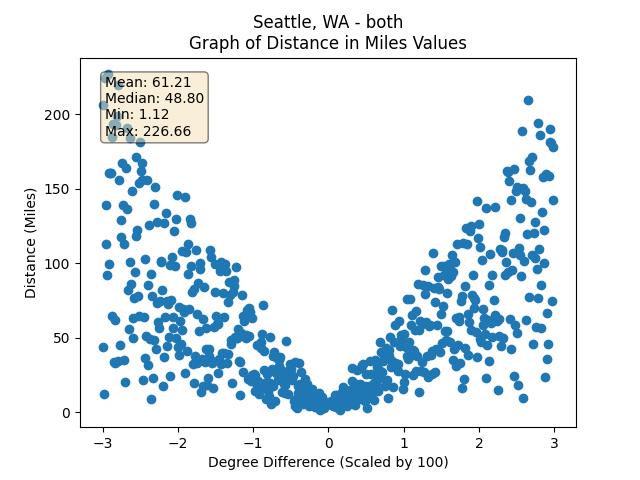 Seattle, WA - both
Graph of Distance in Miles Values
Mean: 61.21
Median: 48.80
Min: 1.12
Max: 226.66
200
150
100
50
0
Distance (Miles)
−3 −2 −1 0 1 2 3
Degree Difference (Scaled by 100)